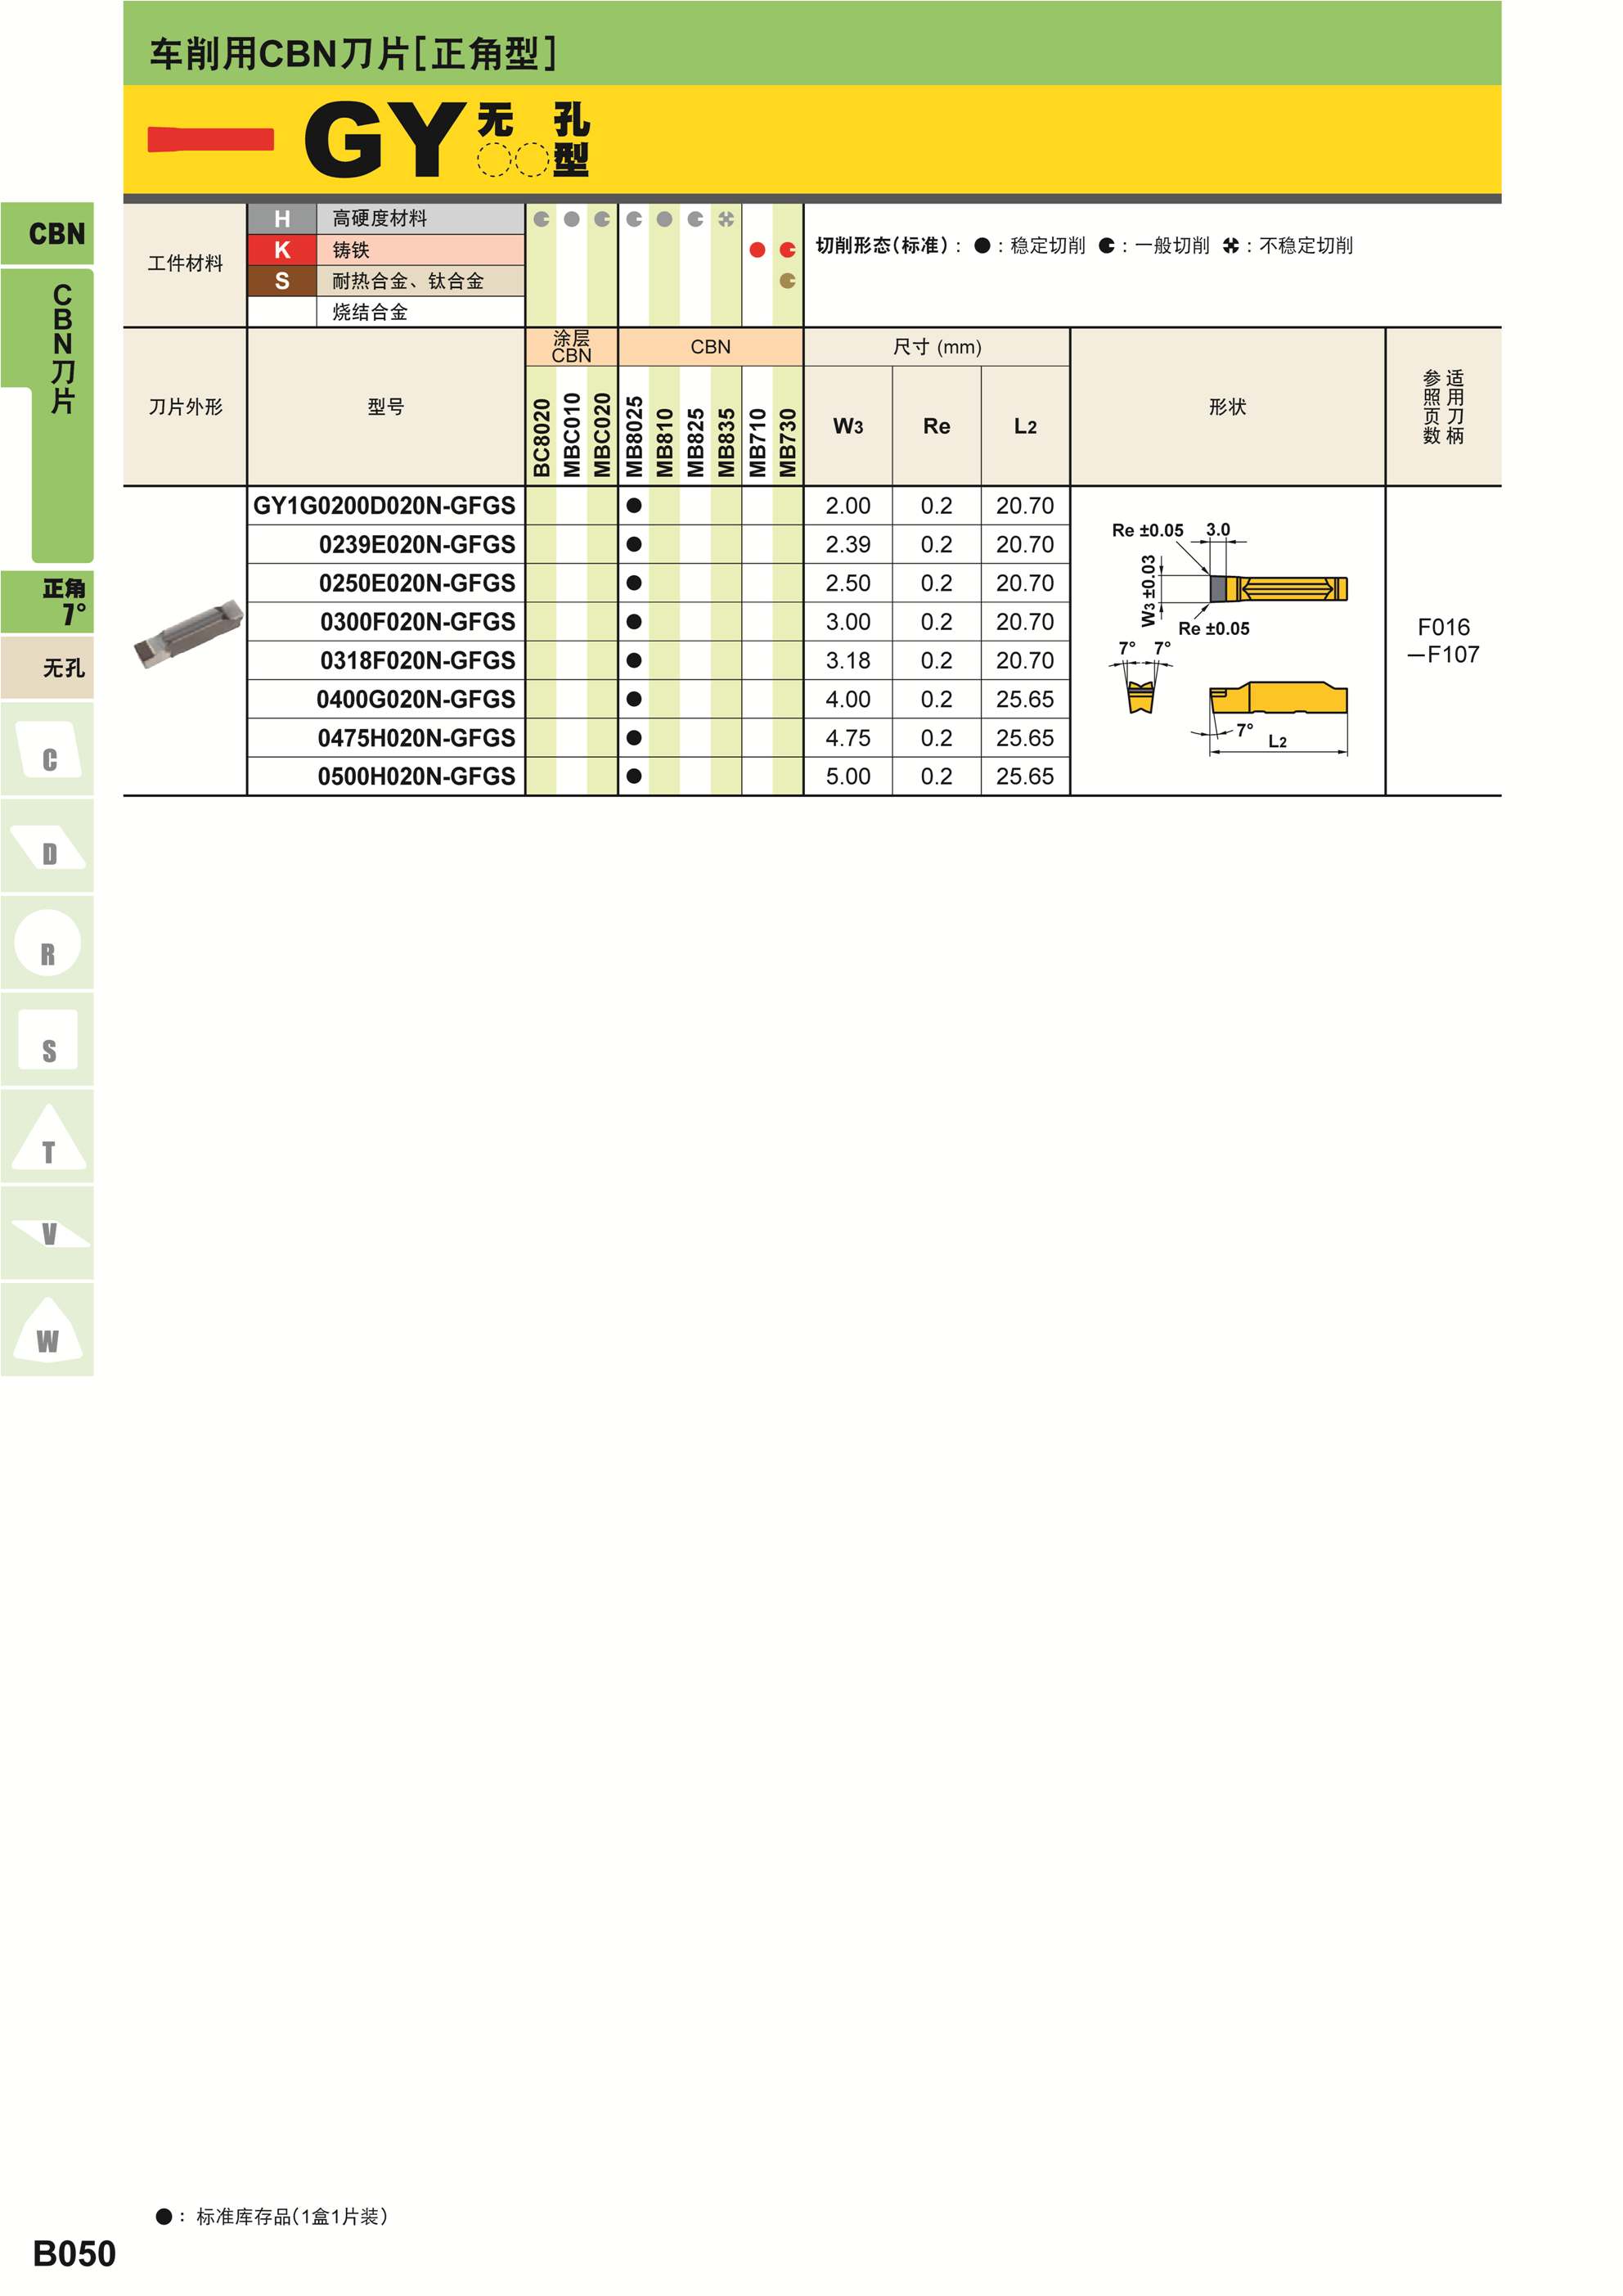 车削用CBN刀片[正角型]
GY 无 孔
型
CBN
CBN刀片
正角
7°
无孔
C
D
R
S
T
V
W
工件材料
H 高硬度材料
K 铸铁
S 耐热合金、钛合金
烧结合金
切削形态(标准)：●：稳定切削 ：一般切削 ：不稳定切削
刀片外形
型号
涂层
CBN
CBN
BC8020
MBC010
MBC020
MB8025
MB810
MB825
MB835
MB710
MB730
尺寸 (mm)
W3 Re L2
形状
适用刀柄
参照页数
GY1G0200D020N-GFGS ● 2.00 0.2 20.70
0239E020N-GFGS ● 2.39 0.2 20.70
0250E020N-GFGS ● 2.50 0.2 20.70
0300F020N-GFGS ● 3.00 0.2 20.70
0318F020N-GFGS ● 3.18 0.2 20.70
0400G020N-GFGS ● 4.00 0.2 25.65
0475H020N-GFGS ● 4.75 0.2 25.65
0500H020N-GFGS ● 5.00 0.2 25.65
Re ±0.05 3.0
W3 ±0.03
Re ±0.05
7° 7°
7°
L2
F016
—F107
●：标准库存品(1盒1片装)
B050